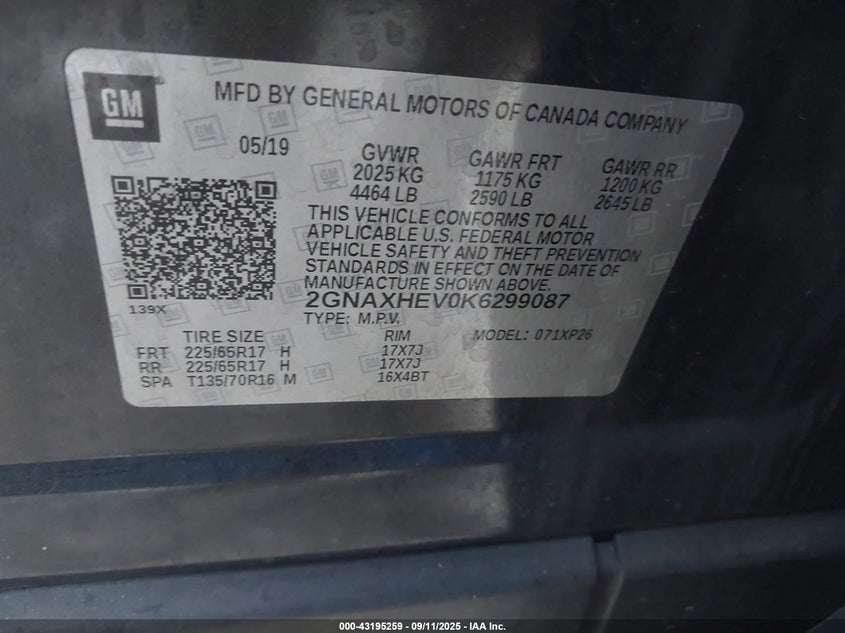 GM
MFD BY GENERAL MOTORS OF CANADA COMPANY
05/19
GVWR
2025 KG
4464 LB
GAWR FRT
1175 KG
2590 LB
GAWR RR
1200 KG
2645 LB
THIS VEHICLE CONFORMS TO ALL
APPLICABLE U.S. FEDERAL MOTOR
VEHICLE SAFETY AND THEFT PREVENTION
STANDARDS IN EFFECT ON THE DATE OF
MANUFACTURE SHOWN ABOVE.
2GNAXHEV0K6299087
139X
TYPE: M.P.V.
MODEL: 071XP26
TIRE SIZE RIM
FRT 225/65R17 H 17X7J
RR 225/65R17 H 17X7J
SPA T135/70R16 M 16X4BT
000-43195259 - 09/11/2025 - IAA Inc.